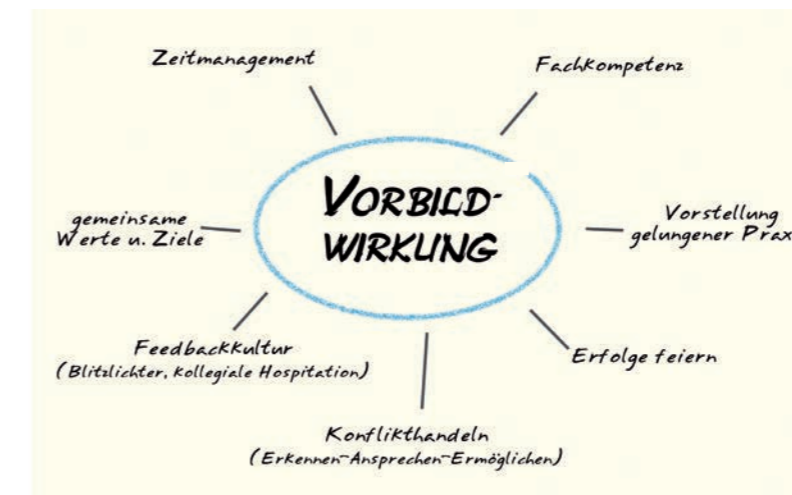 Zeitmanagement
Fachkompetenz
VORBILD-
WIRKUNG
gemeinsame
Werte u. Ziele
Vorstellung
gelungener Prax
Feedbackkultur
(Blitzlichter, kollegiale Hospitation)
Erfolge feiern
Konflikthandeln
(Erkennen-Ansprechen-Ermöglichen)